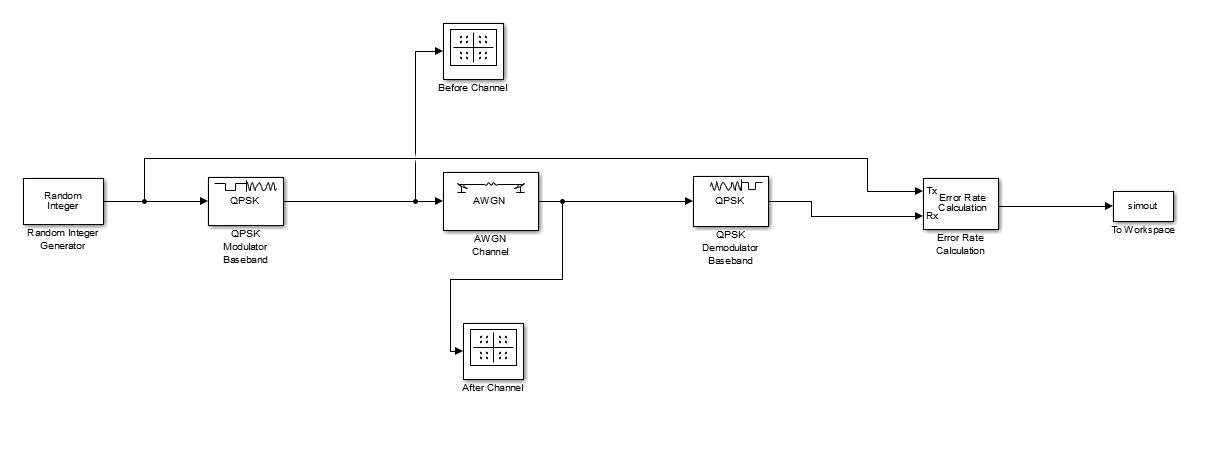 Before Channel
Random
Integer
Random Integer
Generator
QPSK
QPSK
Modulator
Baseband
AWGN
AWGN
Channel
QPSK
QPSK
Demodulator
Baseband
Tx
Rx
Error Rate
Calculation
Error Rate
Calculation
simout
To Workspace
After Channel